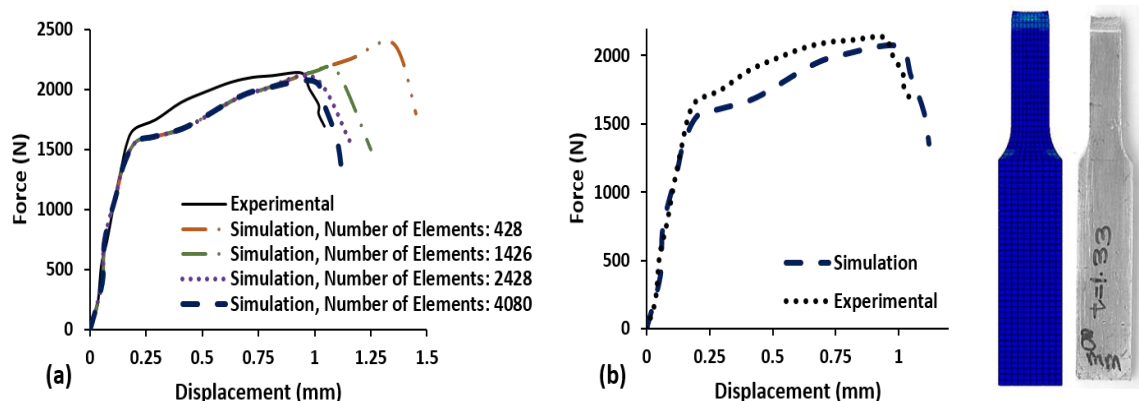 2500
2000
1500
1000
500
0
Force (N)
0
0.25
0.5
0.75
1
1.25
1.5
Displacement (mm)
(a)
Experimental
Simulation, Number of Elements: 428
Simulation, Number of Elements: 1426
Simulation, Number of Elements: 2428
Simulation, Number of Elements: 4080
2000
1500
1000
500
0
Force (N)
0
0.25
0.5
0.75
1
Displacement (mm)
(b)
Simulation
Experimental
t=1.33